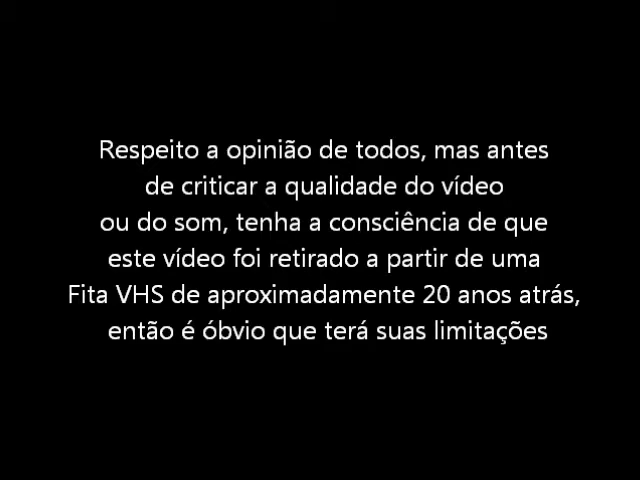 Respeito a opinião de todos, mas antes
de criticar a qualidade do vídeo
ou do som, tenha a consciência de que
este vídeo foi retirado a partir de uma
Fita VHS de aproximadamente 20 anos atrás,
então é óbvio que terá suas limitações